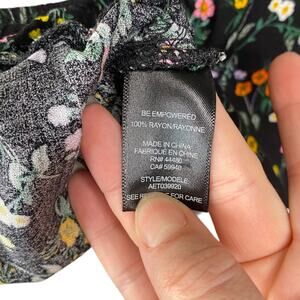 BE EMPOWERED
100% RAYON/RAYONNE
MADE IN CHINA
FABRIQUE EN CHINE
RN# 44480
CA# 59940
STYLE/MODELE:
AET039920
SEE REVERSE FOR CARE